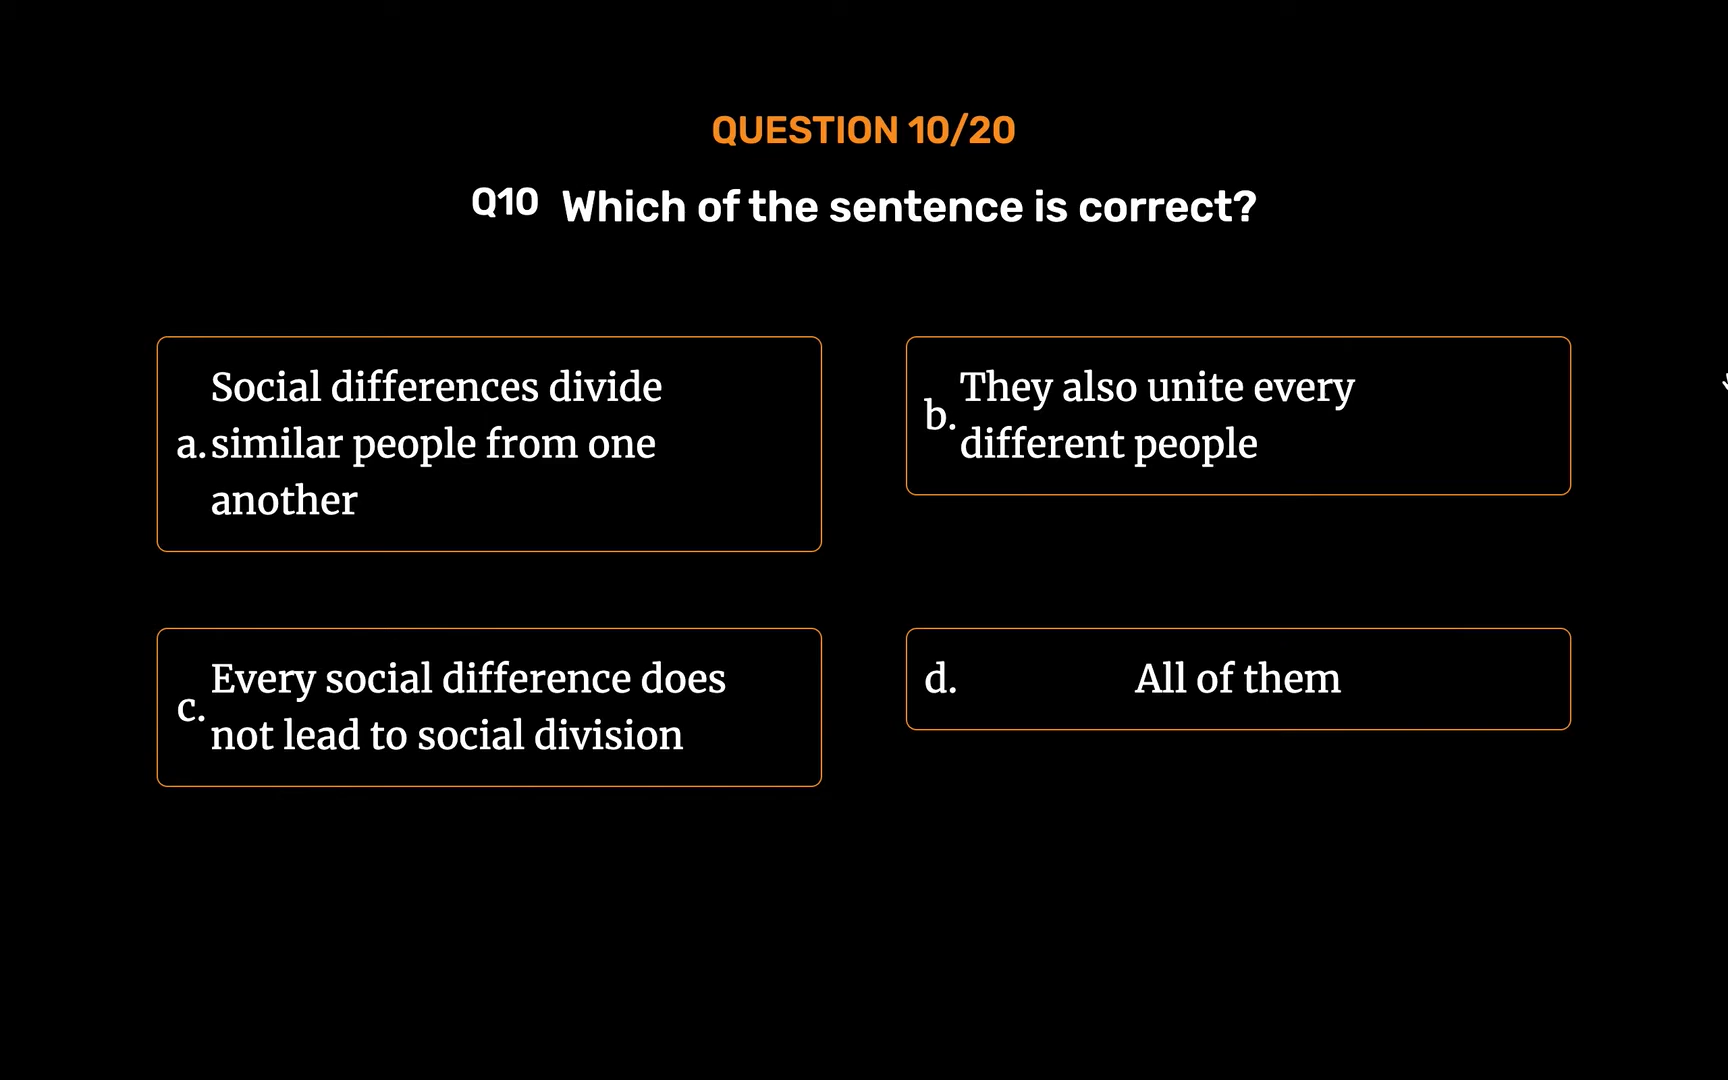 QUESTION 10/20
Q10 Which of the sentence is correct?
Social differences divide
a. similar people from one
another
They also unite every
b.
different people
Every social difference does
c.
not lead to social division
d. All of them